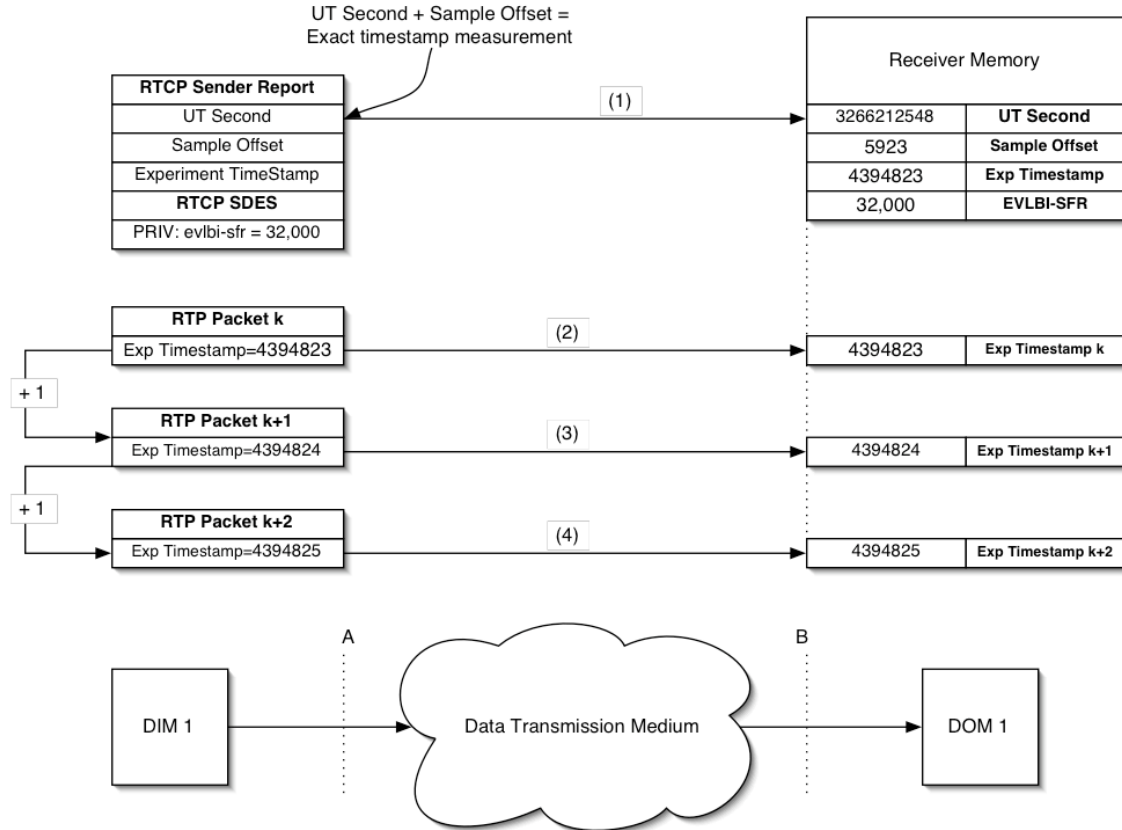 UT Second + Sample Offset =
Exact timestamp measurement
Receiver Memory
RTCP Sender Report
UT Second
Sample Offset
Experiment TimeStamp
RTCP SDES
PRIV: evlbi-sfr = 32,000
(1)
3266212548 UT Second
5923 Sample Offset
4394823 Exp Timestamp
32,000 EVLBI-SFR
RTP Packet k
Exp Timestamp=4394823
(2)
4394823 Exp Timestamp k
+ 1
RTP Packet k+1
Exp Timestamp=4394824
(3)
4394824 Exp Timestamp k+1
+ 1
RTP Packet k+2
Exp Timestamp=4394825
(4)
4394825 Exp Timestamp k+2
A
B
DIM 1
Data Transmission Medium
DOM 1